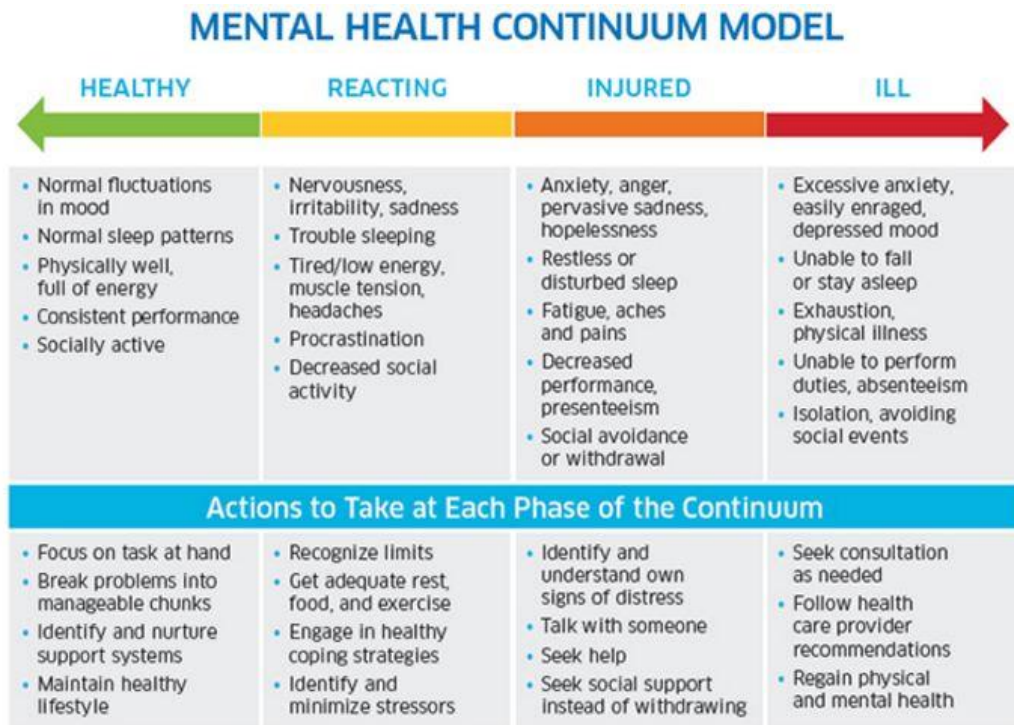 MENTAL HEALTH CONTINUUM MODEL
HEALTHY
• Normal fluctuations
in mood
• Normal sleep patterns
• Physically well,
full of energy
• Consistent performance
• Socially active
REACTING
• Nervousness,
irritability, sadness
• Trouble sleeping
• Tired/low energy,
muscle tension,
headaches
• Procrastination
• Decreased social
activity
INJURED
• Anxiety, anger,
pervasive sadness,
hopelessness
• Restless or
disturbed sleep
• Fatigue, aches
and pains
• Decreased
performance,
presenteeism
• Social avoidance
or withdrawal
ILL
• Excessive anxiety,
easily enraged,
depressed mood
• Unable to fall
or stay asleep
• Exhaustion,
physical illness
• Unable to perform
duties, absenteeism
• Isolation, avoiding
social events
Actions to Take at Each Phase of the Continuum
• Focus on task at hand
• Break problems into
manageable chunks
• Identify and nurture
support systems
• Maintain healthy
lifestyle
• Recognize limits
• Get adequate rest,
food, and exercise
• Engage in healthy
coping strategies
• Identify and
minimize stressors
• Identify and
understand own
signs of distress
• Talk with someone
• Seek help
• Seek social support
instead of withdrawing
• Seek consultation
as needed
• Follow health
care provider
recommendations
• Regain physical
and mental health